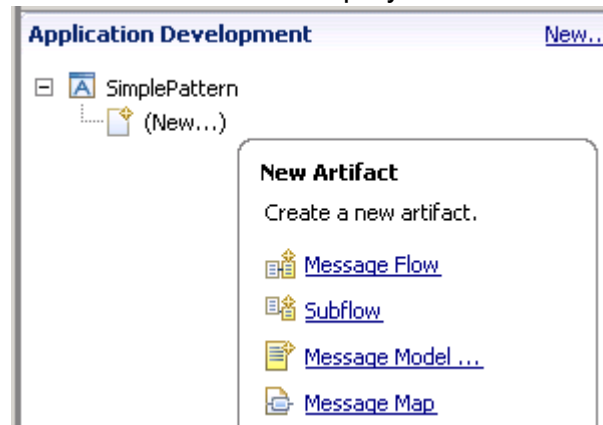 Application Development New...
SimplePattern
(New...)
New Artifact
Create a new artifact.
Message Flow
Subflow
Message Model ...
Message Map